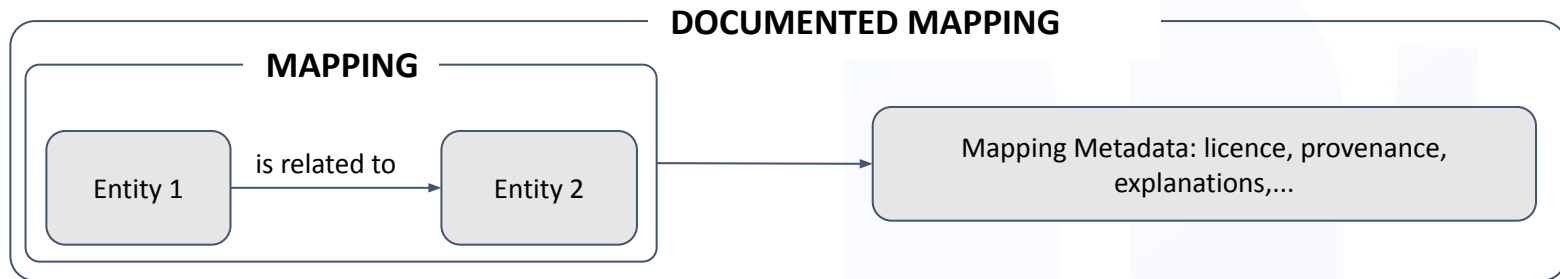 DOCUMENTED MAPPING
MAPPING
is related to
Entity 1
Entity 2
Mapping Metadata: licence, provenance,
explanations,...